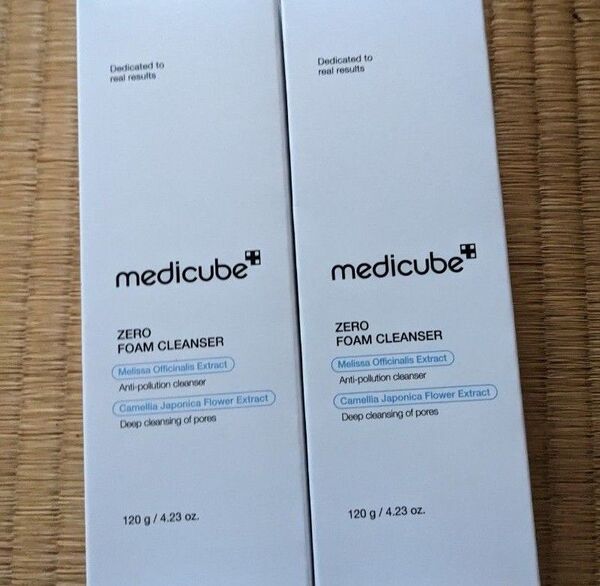 Dedicated to
real results
medicube
ZERO
FOAM CLEANSER
Melissa Officinalis Extract
Anti-pollution cleanser
Camellia Japonica Flower Extract
Deep cleansing of pores
120 g / 4.23 oz.
Dedicated to
real results
medicube
ZERO
FOAM CLEANSER
Melissa Officinalis Extract
Anti-pollution cleanser
Camellia Japonica Flower Extract
Deep cleansing of pores
120 g / 4.23 oz.